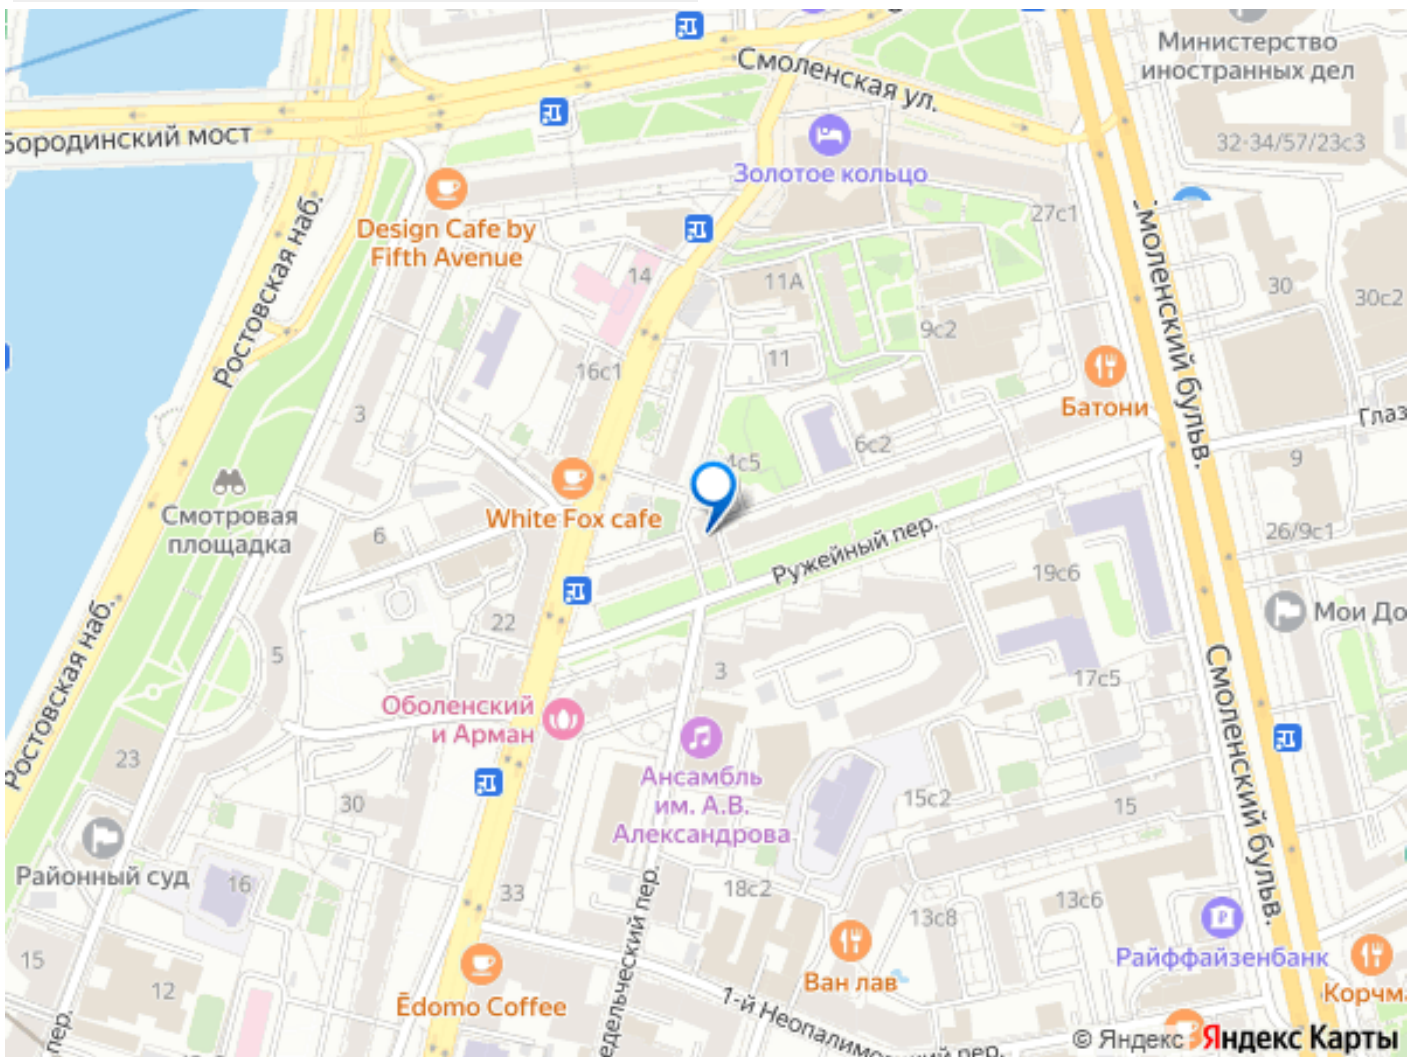 Министерство
иностранных дел
32-34/57/23с3
Смоленская ул.
Бородинский мост
Золотое кольцо
27с1
Design Cafe by
Fifth Avenue
Ростовская наб.
14
11А
30
30с2
9с2
Смоленский бульв.
16с1
11
3
Батони
6с2
4с5
9
White Fox cafe
Смотровая
площадка
6
Ружейный пер.
26/9с1
19с6
Мои До
22
5
3
17с5
Ростовская наб.
Оболенский
и Арман
Смоленский бульв.
23
Ансамбль
им. А.В.
Александрова
30
15с2
15
Районный суд
16
33
18с2
13с8
13с6
едельческий пер.
Райффайзенбанк
15
12
Ван лав
Корчма
Ēdomo Coffee
1-й Неопалимовский пер.
пер.
© Яндекс Яндекс Карты